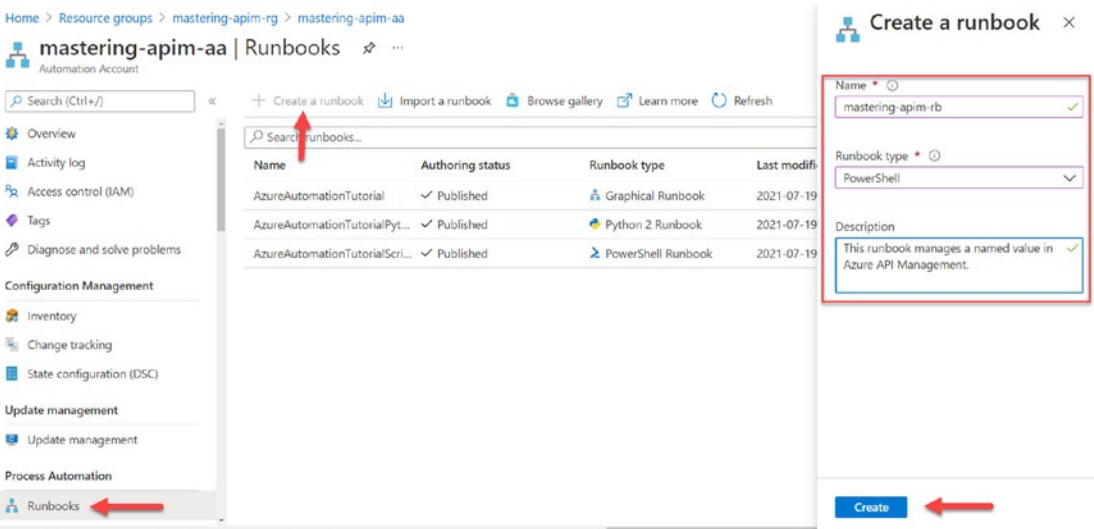 Home > Resource groups > mastering-apim-rg > mastering-apim-aa
mastering-apim-aa | Runbooks
Automation Account
Search (Ctrl+/)
Overview
Activity log
Access control (IAM)
Tags
Diagnose and solve problems
Configuration Management
Inventory
Change tracking
State configuration (DSC)
Update management
Update management
Process Automation
Runbooks
Create a runbook Import a runbook Browse gallery Learn more Refresh
Search runbooks...
Name Authoring status Runbook type Last modifi
AzureAutomationTutorial Published Graphical Runbook 2021-07-19
AzureAutomationTutorialPyt... Published Python 2 Runbook 2021-07-19
AzureAutomationTutorialScri... Published PowerShell Runbook 2021-07-19
Create a runbook
Name *
mastering-apim-rb
Runbook type *
PowerShell
Description
This runbook manages a named value in
Azure API Management.
Create